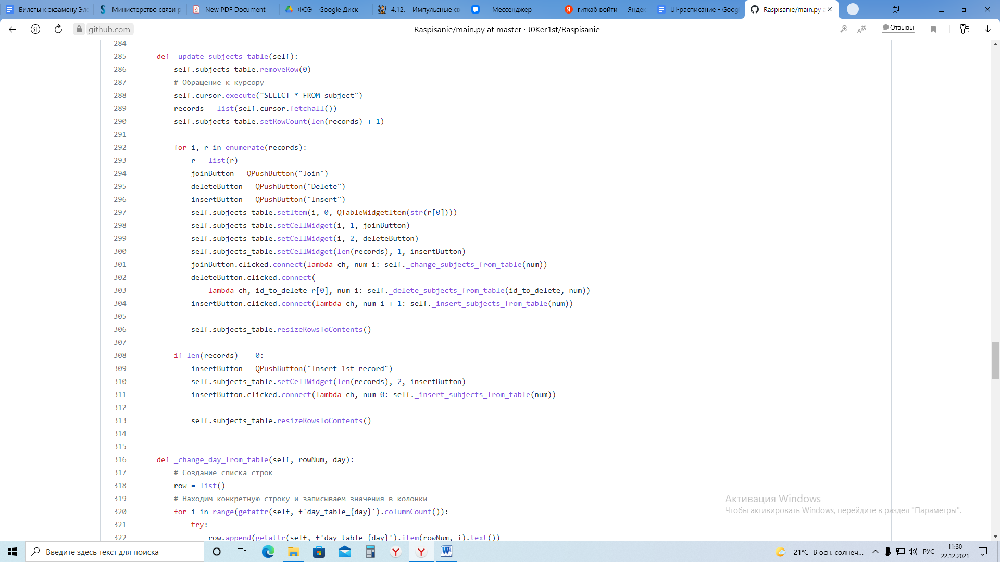 Билеты к экзамену Эле
Министерство связи р
New PDF Document
ФОЭ – Google Диск
4.12. Импульсные св
Мессенджер
гитхаб войти — Яндек
UI-расписание - Goog
Raspisanie/main.py a
github.com
Raspisanie/main.py at master · J0Ker1st/Raspisanie
Отзывы
284
285 def _update_subjects_table(self):
286 self.subjects_table.removeRow(0)
287 # Обращение к курсору
288 self.cursor.execute("SELECT * FROM subject")
289 records = list(self.cursor.fetchall())
290 self.subjects_table.setRowCount(len(records) + 1)
291
292 for i, r in enumerate(records):
293 r = list(r)
294 joinButton = QPushButton("Join")
295 deleteButton = QPushButton("Delete")
296 insertButton = QPushButton("Insert")
297 self.subjects_table.setItem(i, 0, QTableWidgetItem(str(r[0])))
298 self.subjects_table.setCellWidget(i, 1, joinButton)
299 self.subjects_table.setCellWidget(i, 2, deleteButton)
300 self.subjects_table.setCellWidget(len(records), 1, insertButton)
301 joinButton.clicked.connect(lambda ch, num=i: self._change_subjects_from_table(num))
302 deleteButton.clicked.connect(
303 lambda ch, id_to_delete=r[0], num=i: self._delete_subjects_from_table(id_to_delete, num))
304 insertButton.clicked.connect(lambda ch, num=i + 1: self._insert_subjects_from_table(num))
305
306 self.subjects_table.resizeRowsToContents()
307
308 if len(records) == 0:
309 insertButton = QPushButton("Insert 1st record")
310 self.subjects_table.setCellWidget(len(records), 2, insertButton)
311 insertButton.clicked.connect(lambda ch, num=0: self._insert_subjects_from_table(num))
312
313 self.subjects_table.resizeRowsToContents()
314
315
316 def _change_day_from_table(self, rowNum, day):
317 # Создание списка строк
318 row = list()
319 # Находим конкретную строку и записываем значения в колонки
320 for i in range(getattr(self, f'day_table_{day}').columnCount()):
321 try:
322 row.append(getattr(self, f'day_table_{day}').item(rowNum, i).text())
Активация Windows
Чтобы активировать Windows, перейдите в раздел "Параметры".
Введите здесь текст для поиска
-21°C В осн. солнеч...
РУС
11:30
22.12.2021